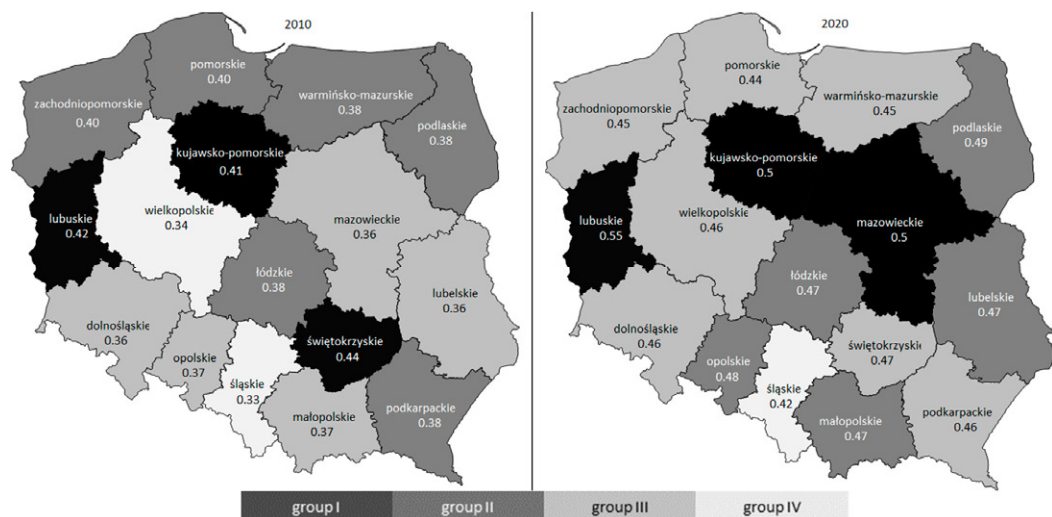 2010
pomorskie
0.40
zachodniopomorskie
0.40
warmińsko-mazurskie
0.38
podlaskie
0.38
kujawsko-pomorskie
0.41
lubuskie
0.42
wielkopolskie
0.34
mazowieckie
0.36
łódzkie
0.38
lubelskie
0.36
dolnośląskie
0.36
opolskie
0.37
śląskie
0.33
świętokrzyskie
0.44
małopolskie
0.37
podkarpackie
0.38
2020
pomorskie
0.44
zachodniopomorskie
0.45
warmińsko-mazurskie
0.45
podlaskie
0.49
kujawsko-pomorskie
0.5
lubuskie
0.55
wielkopolskie
0.46
mazowieckie
0.5
łódzkie
0.47
lubelskie
0.47
dolnośląskie
0.46
opolskie
0.48
śląskie
0.42
świętokrzyskie
0.47
małopolskie
0.47
podkarpackie
0.46
group I group II group III group IV